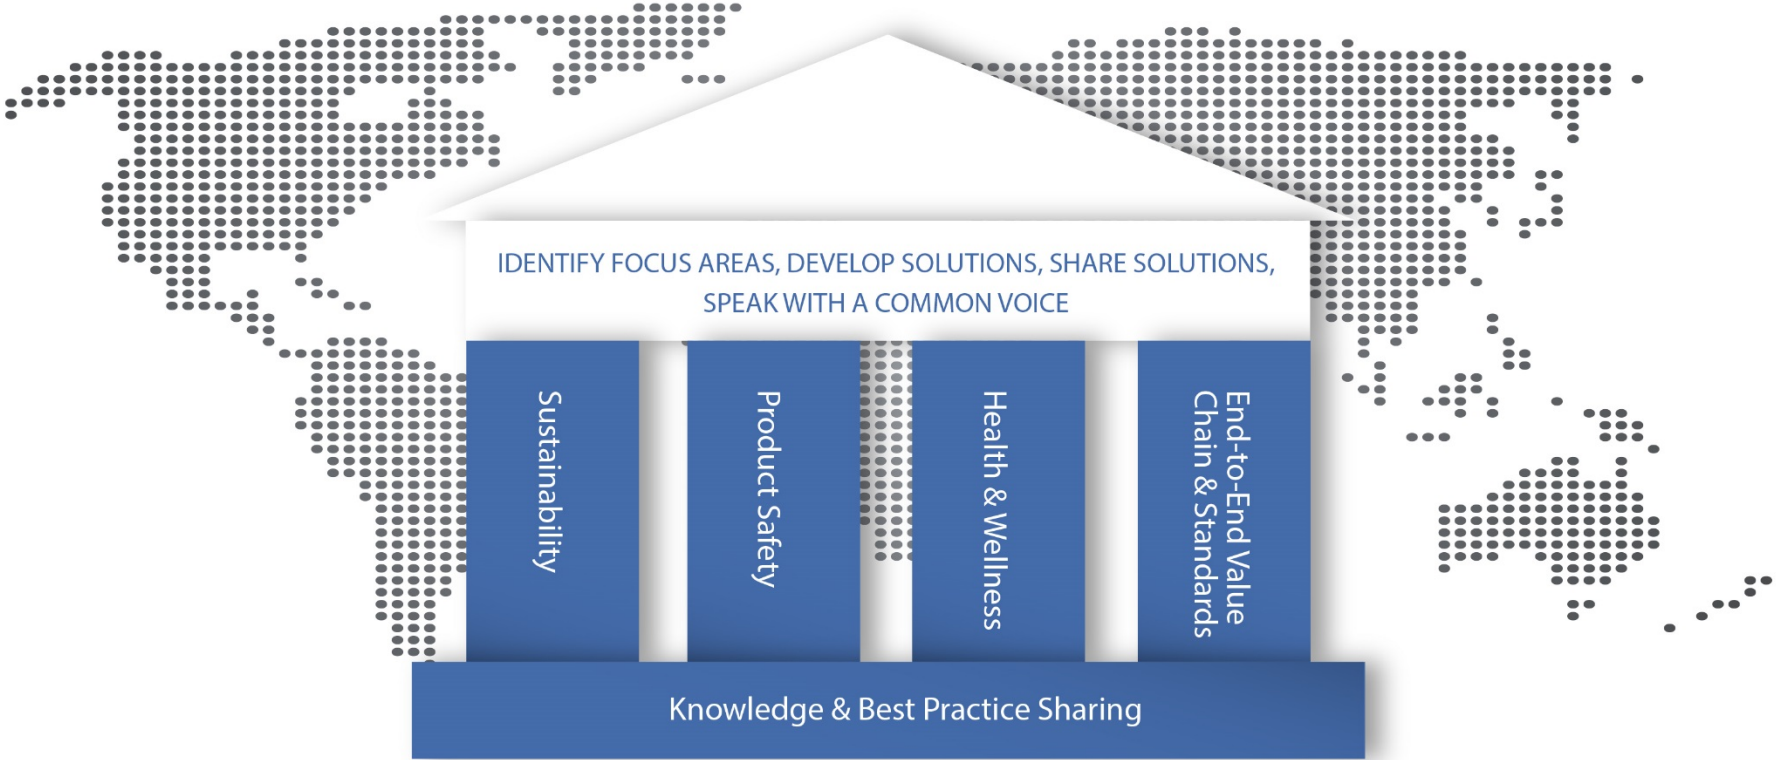 IDENTIFY FOCUS AREAS, DEVELOP SOLUTIONS, SHARE SOLUTIONS,
SPEAK WITH A COMMON VOICE
Sustainability
Product Safety
Health & Wellness
End-to-End Value
Chain & Standards
Knowledge & Best Practice Sharing